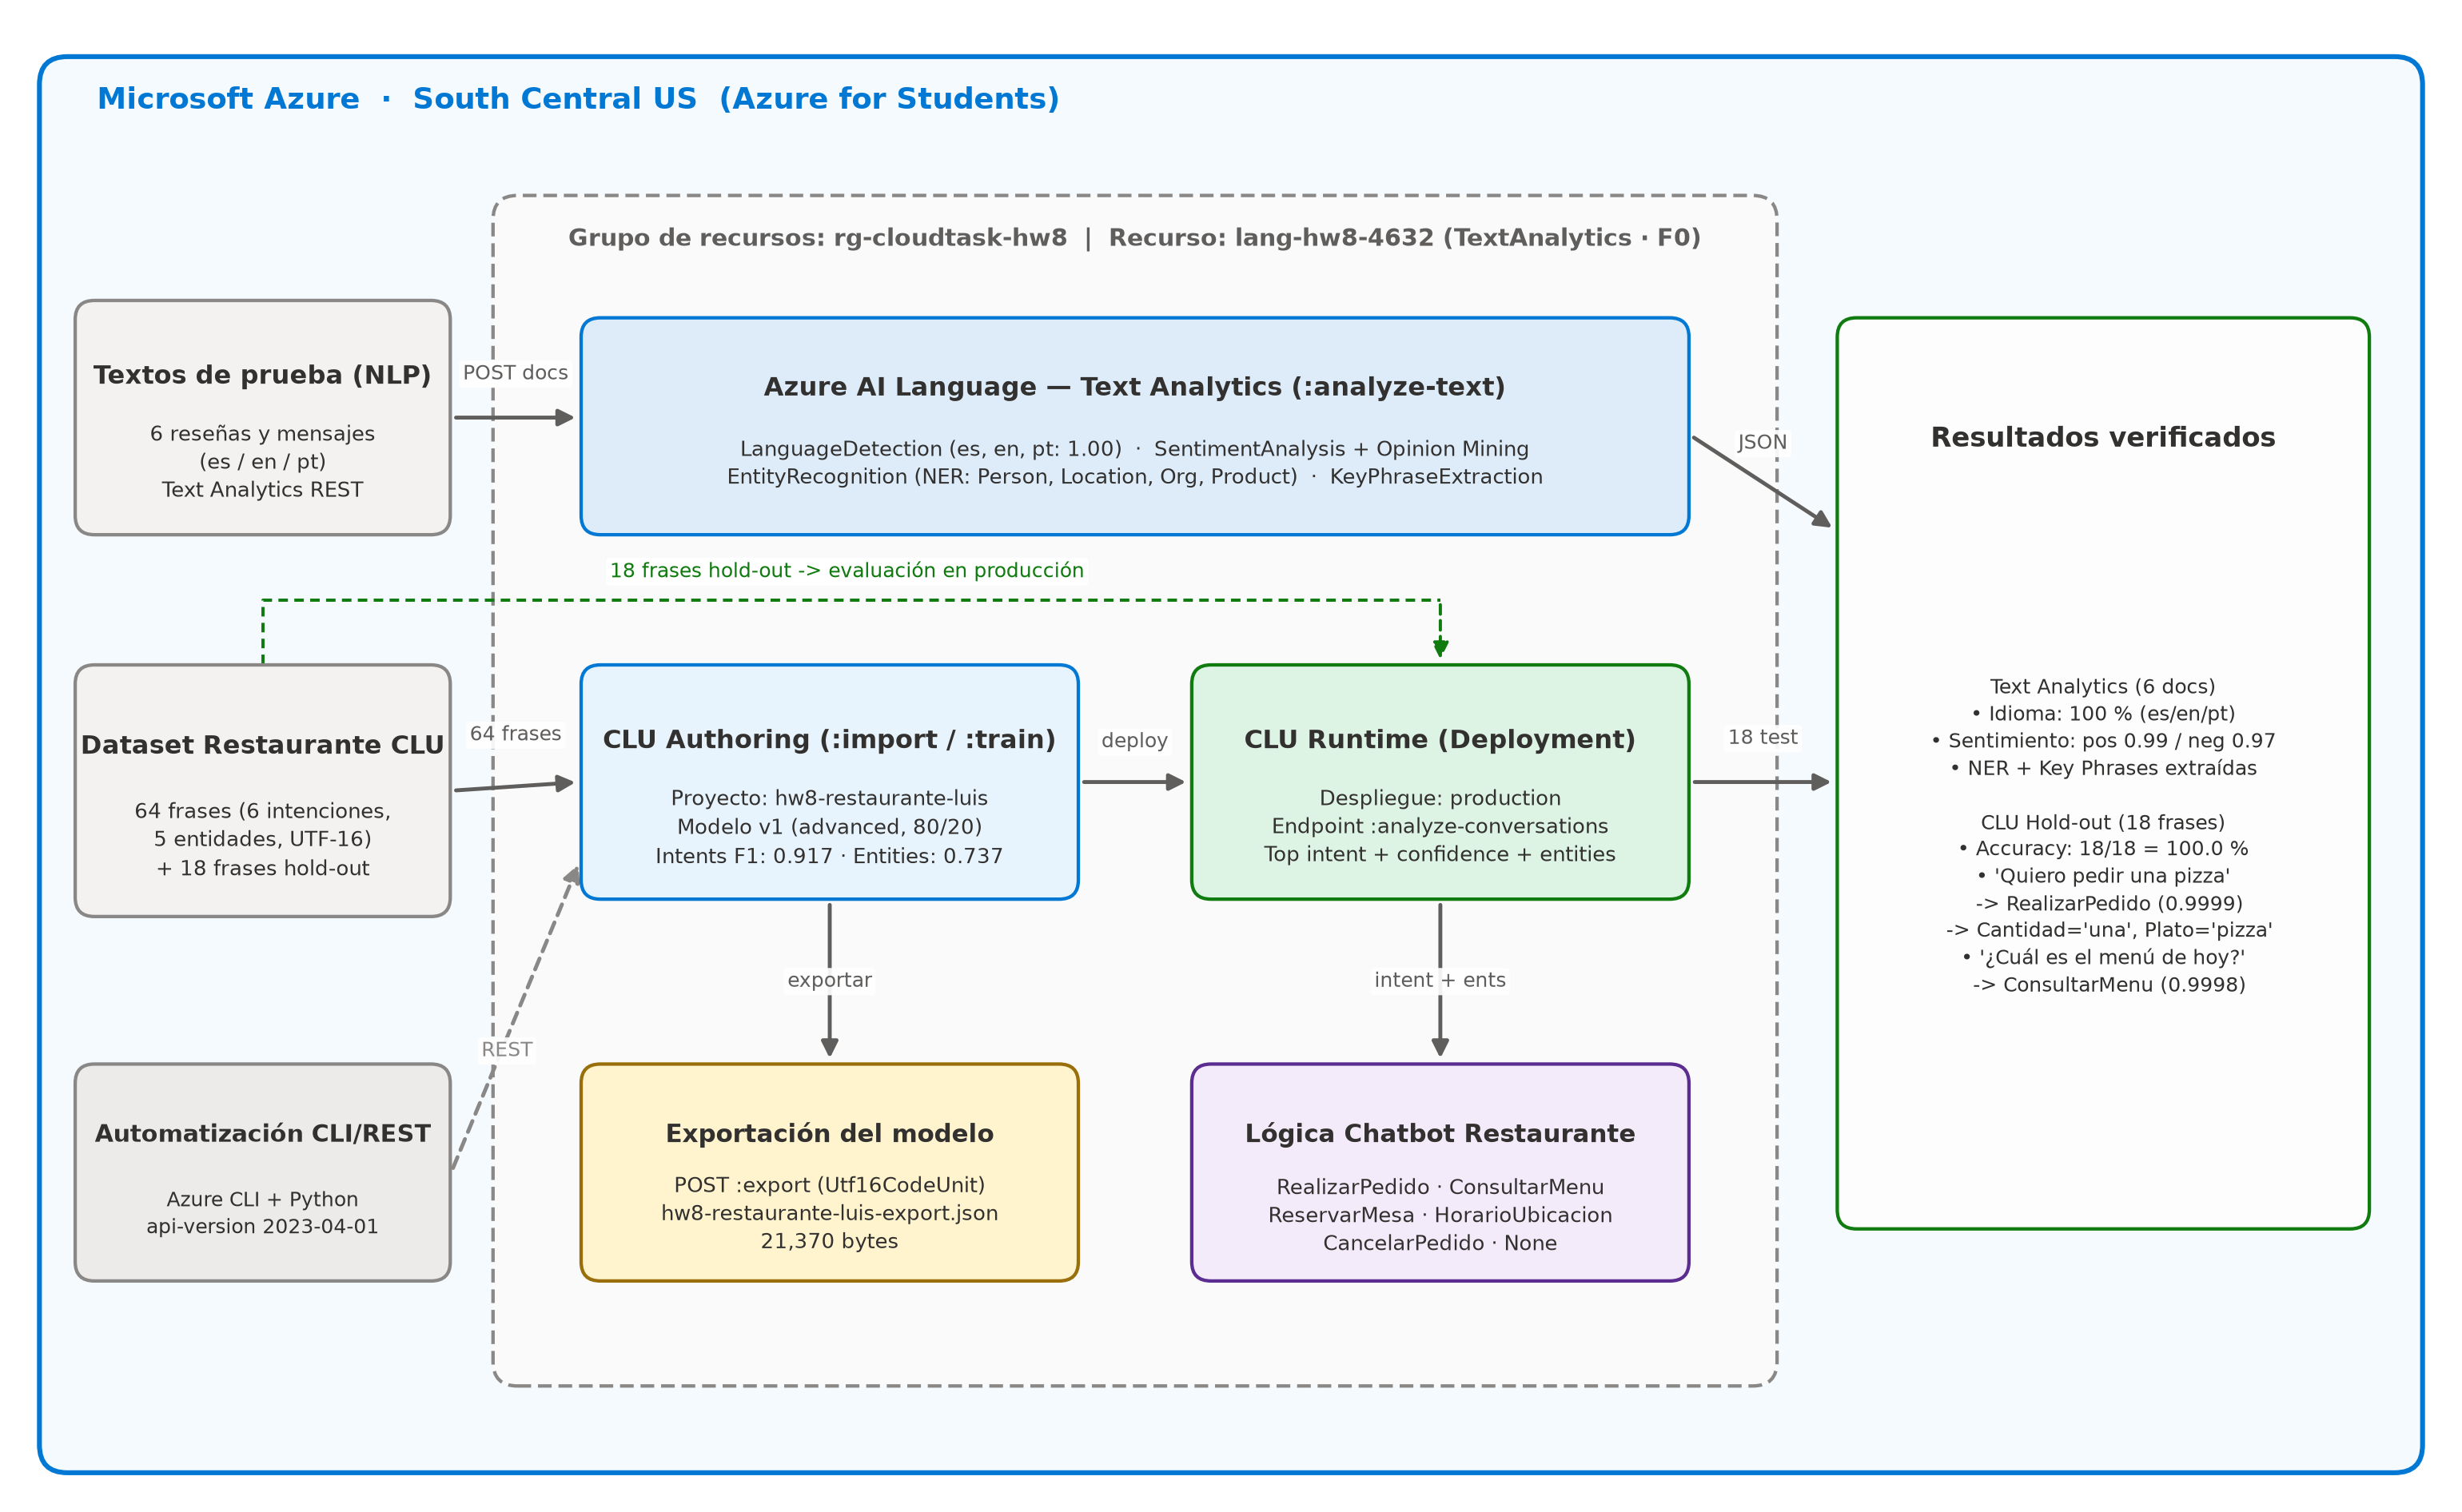 Microsoft Azure · South Central US (Azure for Students)
Grupo de recursos: rg-cloudtask-hw8 | Recurso: lang-hw8-4632 (TextAnalytics · F0)
Textos de prueba (NLP)
6 reseñas y mensajes
(es / en / pt)
Text Analytics REST
POST docs
Azure AI Language — Text Analytics (:analyze-text)
LanguageDetection (es, en, pt: 1.00) · SentimentAnalysis + Opinion Mining
EntityRecognition (NER: Person, Location, Org, Product) · KeyPhraseExtraction
JSON
18 frases hold-out -> evaluación en producción
Dataset Restaurante CLU
64 frases (6 intenciones,
5 entidades, UTF-16)
+ 18 frases hold-out
64 frases
CLU Authoring (:import / :train)
Proyecto: hw8-restaurante-luis
Modelo v1 (advanced, 80/20)
Intents F1: 0.917 · Entities: 0.737
deploy
CLU Runtime (Deployment)
Despliegue: production
Endpoint :analyze-conversations
Top intent + confidence + entities
18 test
exportar
intent + ents
REST
Automatización CLI/REST
Azure CLI + Python
api-version 2023-04-01
Exportación del modelo
POST :export (Utf16CodeUnit)
hw8-restaurante-luis-export.json
21,370 bytes
Lógica Chatbot Restaurante
RealizarPedido · ConsultarMenu
ReservarMesa · HorarioUbicacion
CancelarPedido · None
Resultados verificados
Text Analytics (6 docs)
• Idioma: 100 % (es/en/pt)
• Sentimiento: pos 0.99 / neg 0.97
• NER + Key Phrases extraídas
CLU Hold-out (18 frases)
• Accuracy: 18/18 = 100.0 %
• 'Quiero pedir una pizza'
-> RealizarPedido (0.9999)
-> Cantidad='una', Plato='pizza'
• '¿Cuál es el menú de hoy?'
-> ConsultarMenu (0.9998)